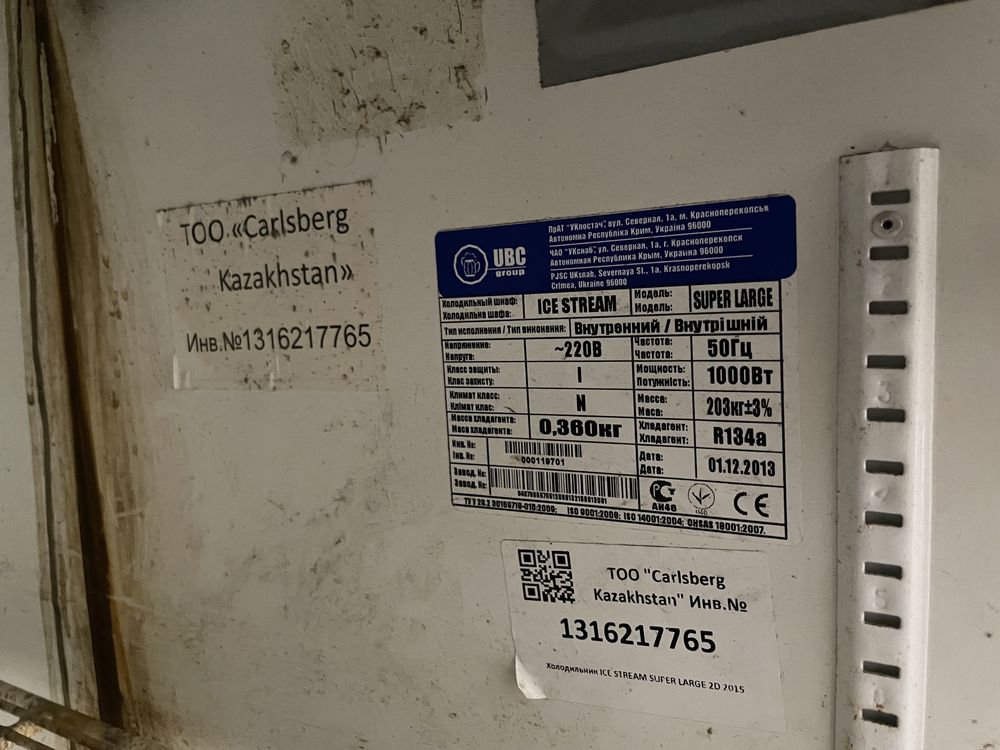 ТОО «Carlsberg
Kazakhstan»
Инв.№1316217765
UBC
group
ПрАТ "УКпостач", вул. Северная, 1а, м. Красноперекопськ
Автономна Республіка Крим, Україна 96000
ЧАО "УКснаб", ул. Северная, 1а, г. Красноперекопск
Автономная Республика Крым, Украина 96000
PJSC UKsnab, Severnaya St., 1a, Krasnoperekopsk
Crimea, Ukraine 96000
Холодильный шкаф: ICE STREAM Модель: SUPER LARGE
Холодильна шафа: Модель:
Тип исполнения / Тип виконання: Внутренний / Внутрішній
Напряжение: ~220В Частота: 50Гц
Напруга: Частота:
Класс защиты: I Мощность: 1000Вт
Клас захисту: Потужність:
Климат класс: N Масса: 203кг±3%
Клімат клас: Маса:
Масса хладагента: 0,360кг Хладагент: R134a
Маса хладагента: Хладагент:
Инв. №: Дата: 01.12.2013
Інв. №: 000119701 Дата:
Завод. №:
Завод. №:
АИ46
CE
ISO 9001:2008; ISO 14001:2004; OHSAS 18001:2007.
ТОО "Carlsberg
Kazakhstan" Инв.№
1316217765
Холодильник ICE STREAM SUPER LARGE 2D 2015